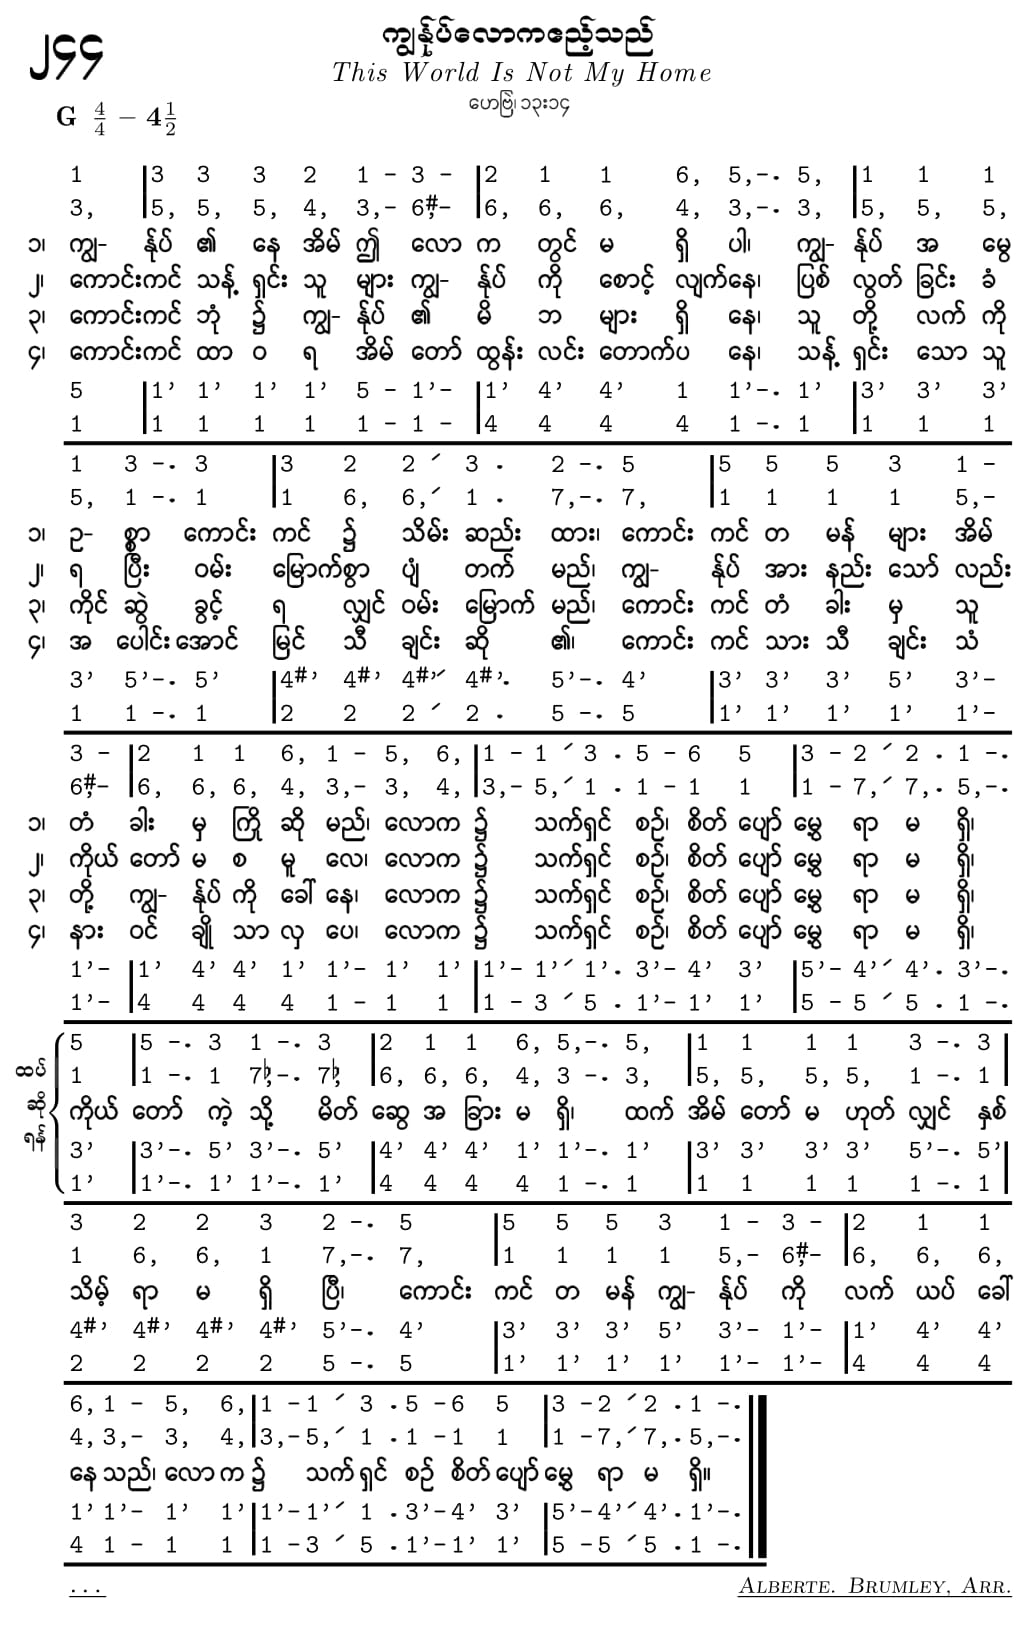 ၂၄၄
ကျွန်ုပ်လောကဧည့်သည်
This World Is Not My Home
ဟေဗြဲ၊ ၁၃း၁၄
G 4/4 – 4 1/2
1 |3 3 3 2 1 - 3 - |2 1 1 6, 5,-. 5, |1 1 1
3, |5, 5, 5, 4, 3,- 6#,- |6, 6, 6, 4, 3,-. 3, |5, 5, 5,
၁၊ ကျွ- န်ုပ် ၏ နေ အိမ် ဤ လော က တွင် မ ရှိ ပါ၊ ကျွ- န်ုပ် အ မွေ
၂၊ ကောင်းကင် သန့် ရှင်း သူ များ ကျွ- န်ုပ် ကို စောင့် လျက်နေ၊ ပြစ် လွတ် ခြင်း ခံ
၃၊ ကောင်းကင် ဘုံ ၌ ကျွ- န်ုပ် ၏ မိ ဘ များ ရှိ နေ၊ သူ တို့ လက် ကို
၄၊ ကောင်းကင် ထာ ဝ ရ အိမ် တော် ထွန်း လင်း တောက်ပ နေ၊ သန့် ရှင်း သော သူ
5 |1’ 1’ 1’ 1’ 5 - 1’- |1’ 4’ 4’ 1 1’-. 1’ |3’ 3’ 3’
1 |1 1 1 1 1 - 1 - |4 4 4 4 1 -. 1 |1 1 1
1 3 -. 3 |3 2 2 ´ 3 . 2 -. 5 |5 5 5 3 1 -
5, 1 -. 1 |1 6, 6,´ 1 . 7,-. 7, |1 1 1 1 5,-
၁၊ ဥ- စ္စာ ကောင်း ကင် ၌ သိမ်း ဆည်း ထား၊ ကောင်း ကင် တ မန် များ အိမ်
၂၊ ရ ပြီး ဝမ်း မြောက်စွာ ပျံ တက် မည်၊ ကျွ- န်ုပ် အား နည်း သော် လည်း
၃၊ ကိုင် ဆွဲ ခွင့် ရ လျှင် ဝမ်း မြောက် မည်၊ ကောင်း ကင် တံ ခါး မှ သူ
၄၊ အ ပေါင်း အောင် မြင် သီ ချင်း ဆို ၏၊ ကောင်း ကင် သား သီ ချင်း သံ
3’ 5’-. 5’ |4#’ 4#’ 4#’´ 4#’. 5’-. 4’ |3’ 3’ 3’ 5’ 3’-
1 1 -. 1 |2 2 2 ´ 2 . 5 -. 5 |1’ 1’ 1’ 1’ 1’-
3 - |2 1 1 6, 1 - 5, 6, |1 - 1 ´ 3 . 5 - 6 5 |3 - 2 ´ 2 . 1 -.
6#,- |6, 6, 6, 4, 3,- 3, 4, |3,- 5,´ 1 . 1 - 1 1 |1 - 7,´ 7,. 5,-.
၁၊ တံ ခါး မှ ကြို ဆို မည်၊ လောက ၌ သက်ရှင် စဉ်၊ စိတ် ပျော် မွေ့ ရာ မ ရှိ၊
၂၊ ကိုယ် တော် မ စ မူ လေ၊ လောက ၌ သက်ရှင် စဉ်၊ စိတ် ပျော် မွေ့ ရာ မ ရှိ၊
၃၊ တို့ ကျွ- န်ုပ် ကို ခေါ် နေ၊ လောက ၌ သက်ရှင် စဉ်၊ စိတ် ပျော် မွေ့ ရာ မ ရှိ၊
၄၊ နား ဝင် ချို သာ လှ ပေ၊ လောက ၌ သက်ရှင် စဉ်၊ စိတ် ပျော် မွေ့ ရာ မ ရှိ၊
1’- |1’ 4’ 4’ 1’ 1’- 1’ 1’ |1’- 1’´ 1’. 3’- 4’ 3’ |5’- 4’´ 4’. 3’-.
1’- |4 4 4 4 1 - 1 1 |1 - 3 ´ 5 . 1’- 1’ 1’ |5 - 5 ´ 5 . 1 -.
ထပ် ဆို ရန်
5 |5 -. 3 1 -. 3 |2 1 1 6, 5,-. 5, |1 1 1 1 3 -. 3 |
1 |1 -. 1 7♭,-. 7♭, |6, 6, 6, 4, 3 -. 3, |5, 5, 5, 5, 1 -. 1 |
ကိုယ် တော် ကဲ့ သို့ မိတ် ဆွေ အ ခြား မ ရှိ၊ ထက် အိမ် တော် မ ဟုတ် လျှင် နှစ်
3’ |3’-. 5’ 3’-. 5’ |4’ 4’ 4’ 1’ 1’-. 1’ |3’ 3’ 3’ 3’ 5’-. 5’|
1’ |1’-. 1’ 1’-. 1’ |4 4 4 4 1 -. 1 |1 1 1 1 1 -. 1 |
3 2 2 3 2 -. 5 |5 5 5 3 1 - 3 - |2 1 1
1 6, 6, 1 7,-. 7, |1 1 1 1 5,- 6#,- |6, 6, 6,
သိမ့် ရာ မ ရှိ ပြီ၊ ကောင်း ကင် တ မန် ကျွ- န်ုပ် ကို လက် ယပ် ခေါ်
4#’ 4#’ 4#’ 4#’ 5’-. 4’ |3’ 3’ 3’ 5’ 3’- 1’- |1’ 4’ 4’
2 2 2 2 5 -. 5 |1’ 1’ 1’ 1’ 1’- 1’- |4 4 4
6, 1 - 5, 6,|1 -1 ´ 3 .5 -6 5 |3 -2 ´2 .1 -.
4, 3,- 3, 4,|3,-5,´ 1 .1 -1 1 |1 -7,´7,.5,-.
နေ သည်၊ လော က ၌ သက် ရှင် စဉ် စိတ် ပျော် မွေ့ ရာ မ ရှိ။
1’ 1’- 1’ 1’|1’-1’´ 1 .3’-4’ 3’ |5’-4’´4’.1’-.
4 1 - 1 1 |1 -3 ´ 5 .1’-1’ 1’ |5 -5 ´5 .1 -.
...
ALBERTE. BRUMLEY, ARR.